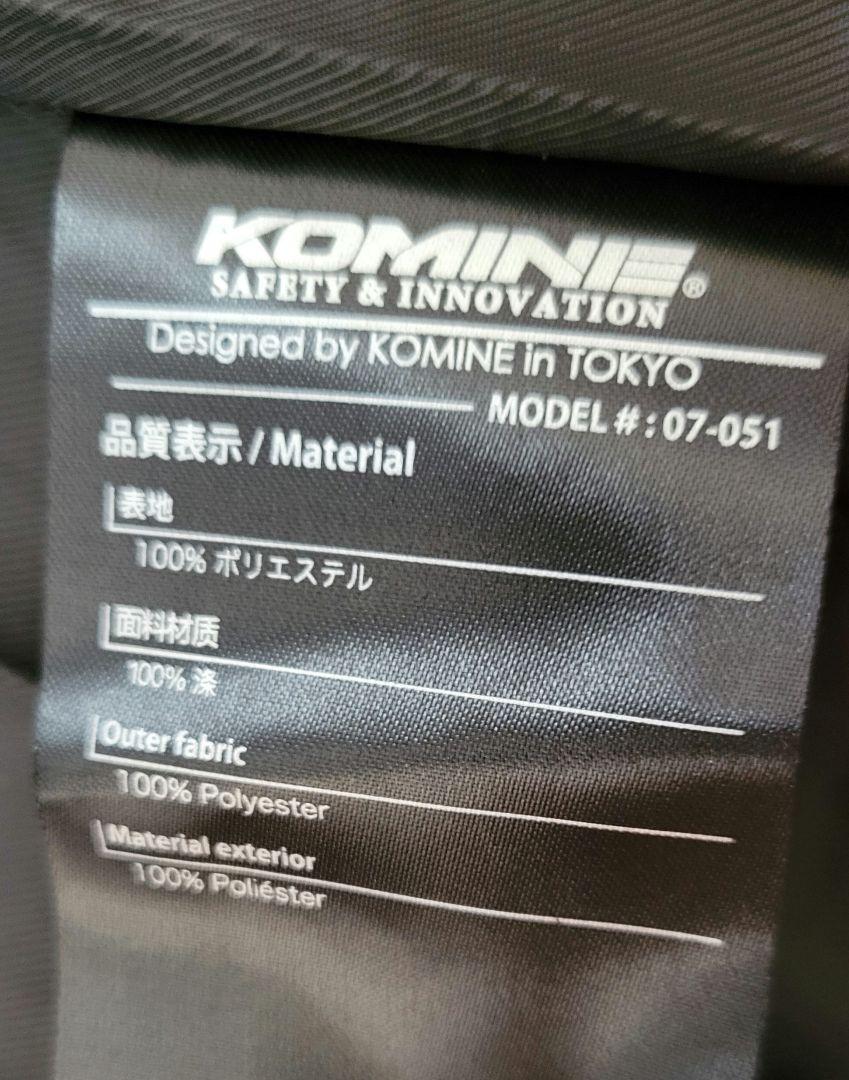 KOMINE®
SAFETY & INNOVATION
Designed by KOMINE in TOKYO
MODEL # : 07-051
品質表示 / Material
表地
100% ポリエステル
面料材质
100% 涤
Outer fabric
100% Polyester
Material exterior
100% Poliéster